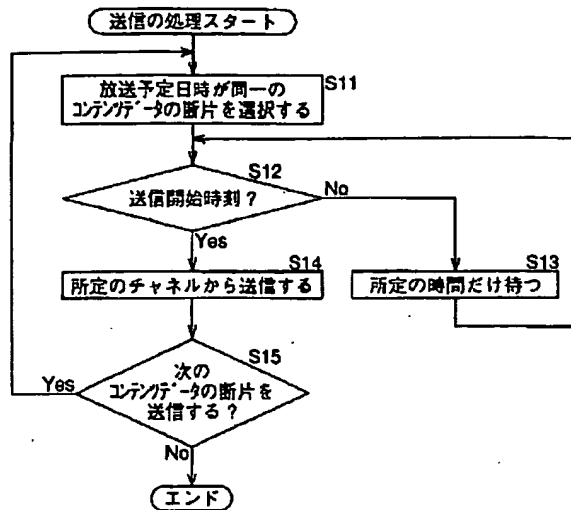 送信の処理スタート
S11
放送予定日時が同一の
コンテンツデータの断片を選択する
S12
送信開始時刻？
No
Yes
S14
所定のチャネルから送信する
S13
所定の時間だけ待つ
S15
次の
コンテンツデータの断片を
送信する？
Yes
No
エンド